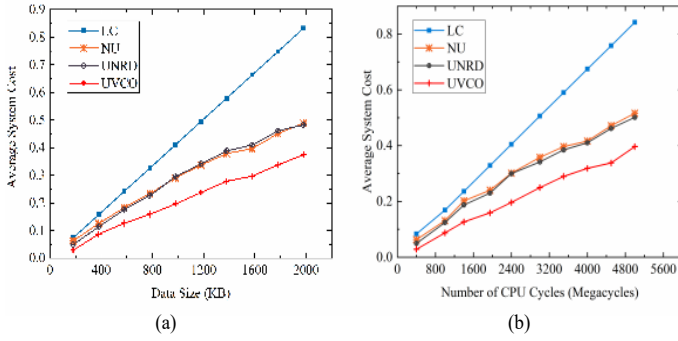 0.9
0.8
0.7
0.6
0.5
0.4
0.3
0.2
0.1
0.0
Average System Cost
LC
NU
UNRD
UVCO
0
400
800
1200
1600
2000
Data Size (KB)
(a)
0.8
0.6
0.4
0.2
0.0
Average System Cost
LC
NU
UNRD
UVCO
0
800
1600
2400
3200
4000
4800
5600
Number of CPU Cycles (Megacycles)
(b)